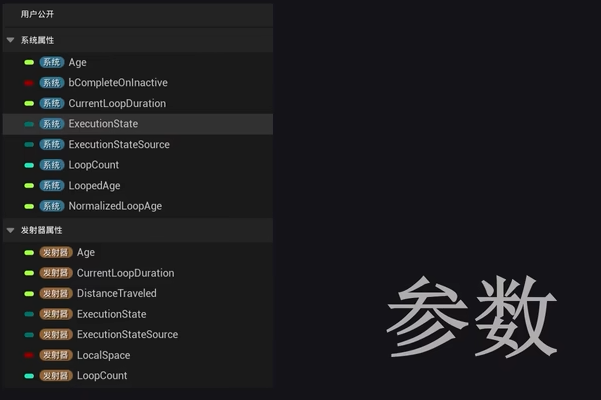 用户公开
系统属性
系统 Age
系统 bCompleteOnInactive
系统 CurrentLoopDuration
系统 ExecutionState
系统 ExecutionStateSource
系统 LoopCount
系统 LoopedAge
系统 NormalizedLoopAge
发射器属性
发射器 Age
发射器 CurrentLoopDuration
发射器 DistanceTraveled
发射器 ExecutionState
发射器 ExecutionStateSource
发射器 LocalSpace
发射器 LoopCount
参数